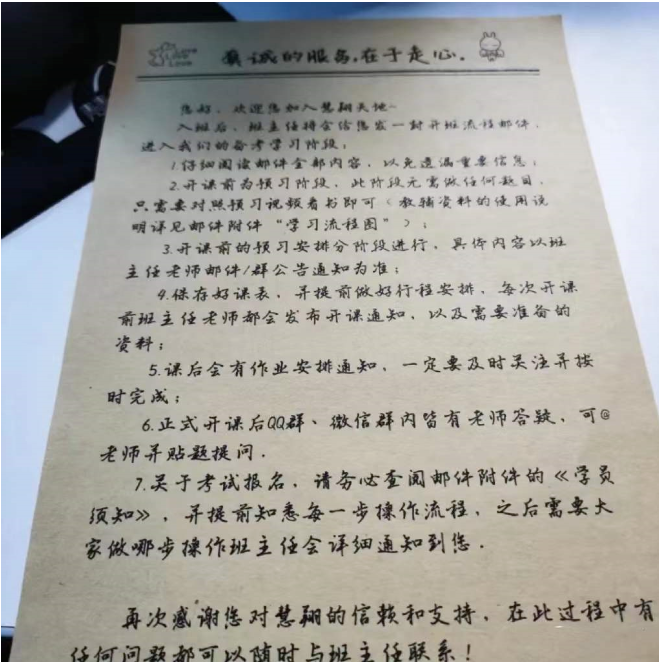 Love
Love
Love
真诚的服务,在于走心.
您好,欢迎您加入慧翔天地~
入班后,班主任将会给您发一封开班流程邮件,
进入我们的备考学习阶段;
1.仔细阅读邮件全部内容,以免遗漏重要信息;
2.开课前为预习阶段,此阶段无需做任何题目,
只需要对照预习视频看书即可(教辅资料的使用说
明详见邮件附件“学习流程图”);
3.开课前的预习安排分阶段进行,具体内容以班
主任老师邮件/群公告通知为准;
4.保存好课表,并提前做好行程安排,每次开课
前班主任老师都会发布开课通知,以及需要准备的
资料;
5.课后会有作业安排通知,一定要及时关注并按
时完成;
6.正式开课后QQ群、微信群内皆有老师答疑,可@
老师并贴题提问.
7.关于考试报名,请务必查阅邮件附件的《学员
须知》,并提前知悉每一步操作流程,之后需要大
家做哪步操作班主任会详细通知到您.
再次感谢您对慧翔的信赖和支持,在此过程中有
任何问题都可以随时与班主任联系!